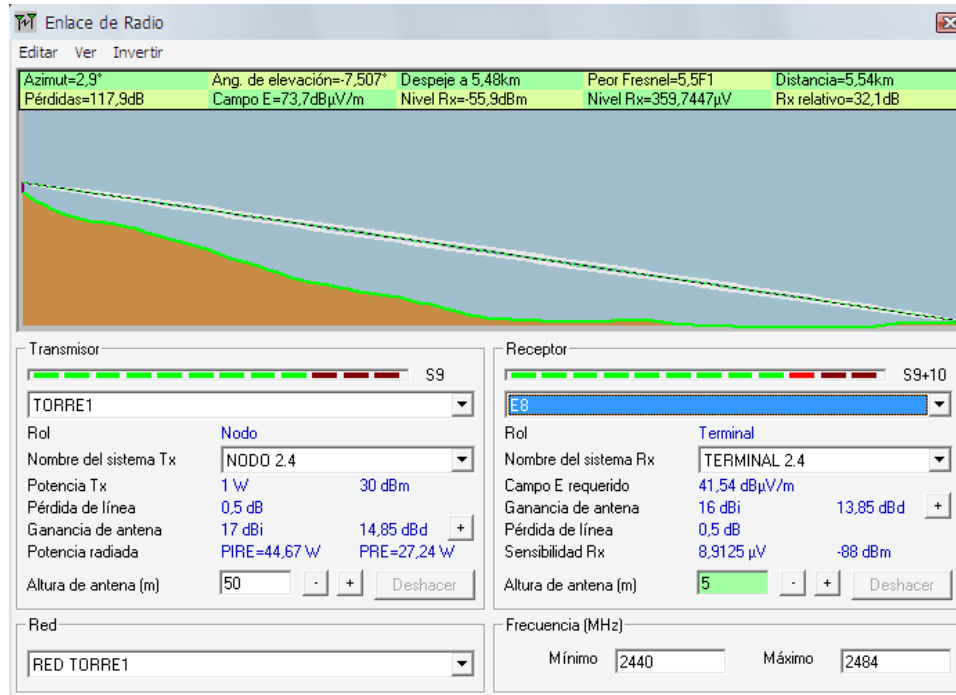 Enlace de Radio
Editar Ver Invertir
Azimut=2,9° Ang. de elevación=-7,507° Despeje a 5,48km Peor Fresnel=5,5F1 Distancia=5,54km
Pérdidas=117,9dB Campo E=73,7dBµV/m Nivel Rx=-55,9dBm Nivel Rx=359,7447µV Rx relativo=32,1dB
Transmisor
S9
TORRE1
Rol Nodo
Nombre del sistema Tx NODO 2.4
Potencia Tx 1 W 30 dBm
Pérdida de línea 0,5 dB
Ganancia de antena 17 dBi 14,85 dBd +
Potencia radiada PIRE=44,67 W PRE=27,24 W
Altura de antena (m) 50 - + Deshacer
Red
RED TORRE1
Receptor
S9+10
E8
Rol Terminal
Nombre del sistema Rx TERMINAL 2.4
Campo E requerido 41,54 dBµV/m
Ganancia de antena 16 dBi 13,85 dBd +
Pérdida de línea 0,5 dB
Sensibilidad Rx 8,9125 µV -88 dBm
Altura de antena (m) 5 - + Deshacer
Frecuencia (MHz)
Mínimo 2440 Máximo 2484